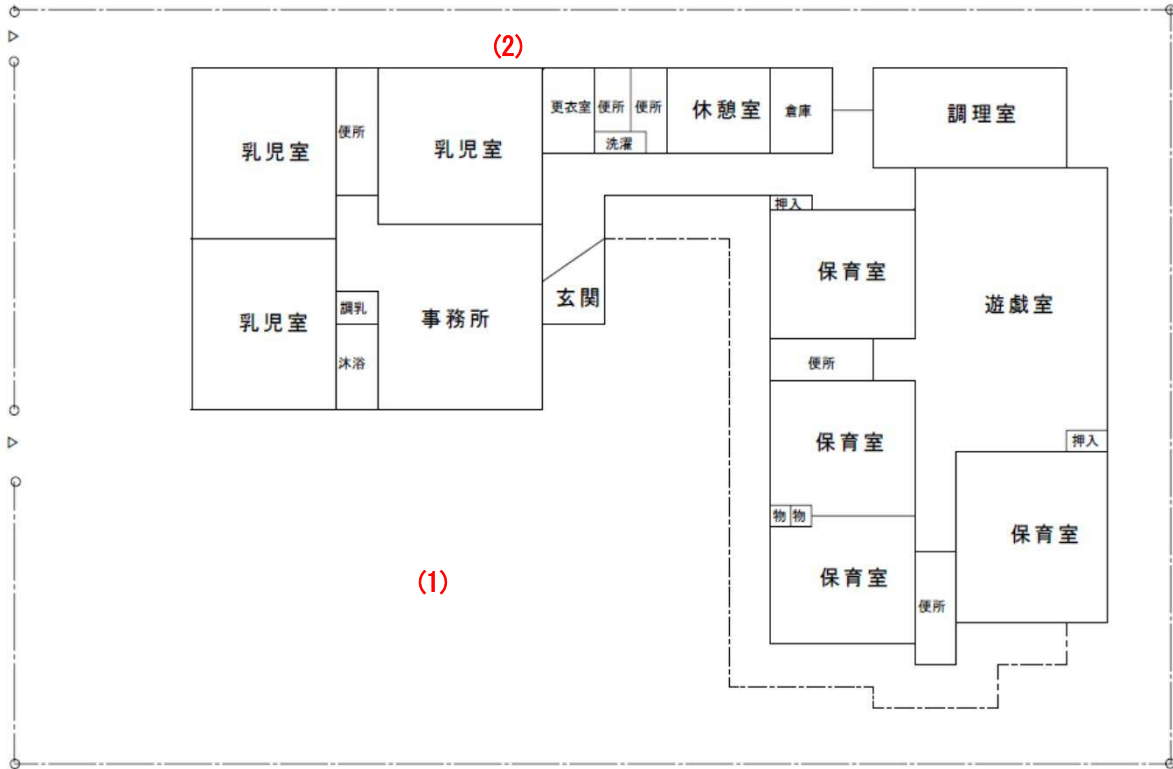 (2)
乳児室
便所
乳児室
更衣室
便所
便所
洗濯
休憩室
倉庫
調理室
押入
保育室
遊戯室
乳児室
調乳
沐浴
事務所
玄関
便所
保育室
押入
物
物
保育室
保育室
便所
(1)